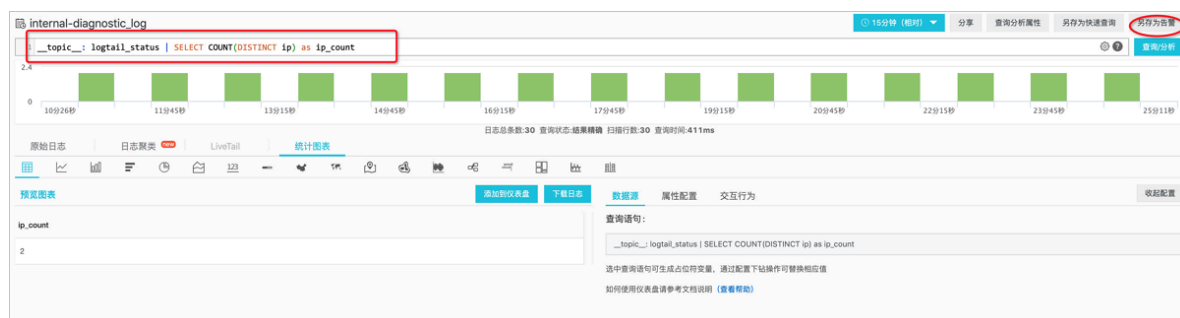 internal-diagnostic_log
15分钟（相对）
分享
查询分析属性
另存为快速查询
另存为告警
1 __topic__: logtail_status | SELECT COUNT(DISTINCT ip) as ip_count
查询/分析
2.4
0
10分26秒 11分45秒 13分15秒 14分45秒 16分15秒 17分45秒 19分15秒 20分45秒 22分15秒 23分45秒 25分11秒
日志总条数:30 查询状态:结果精确 扫描行数:30 查询时间:411ms
原始日志 日志聚类 new LiveTail 统计图表
123
预览图表 添加到仪表盘 下载日志
数据源 属性配置 交互行为 收起配置
ip_count
2
查询语句：
__topic__: logtail_status | SELECT COUNT(DISTINCT ip) as ip_count
选中查询语句可生成占位符变量，通过配置下钻操作可替换相应值
如何使用仪表盘请参考文档说明（查看帮助）